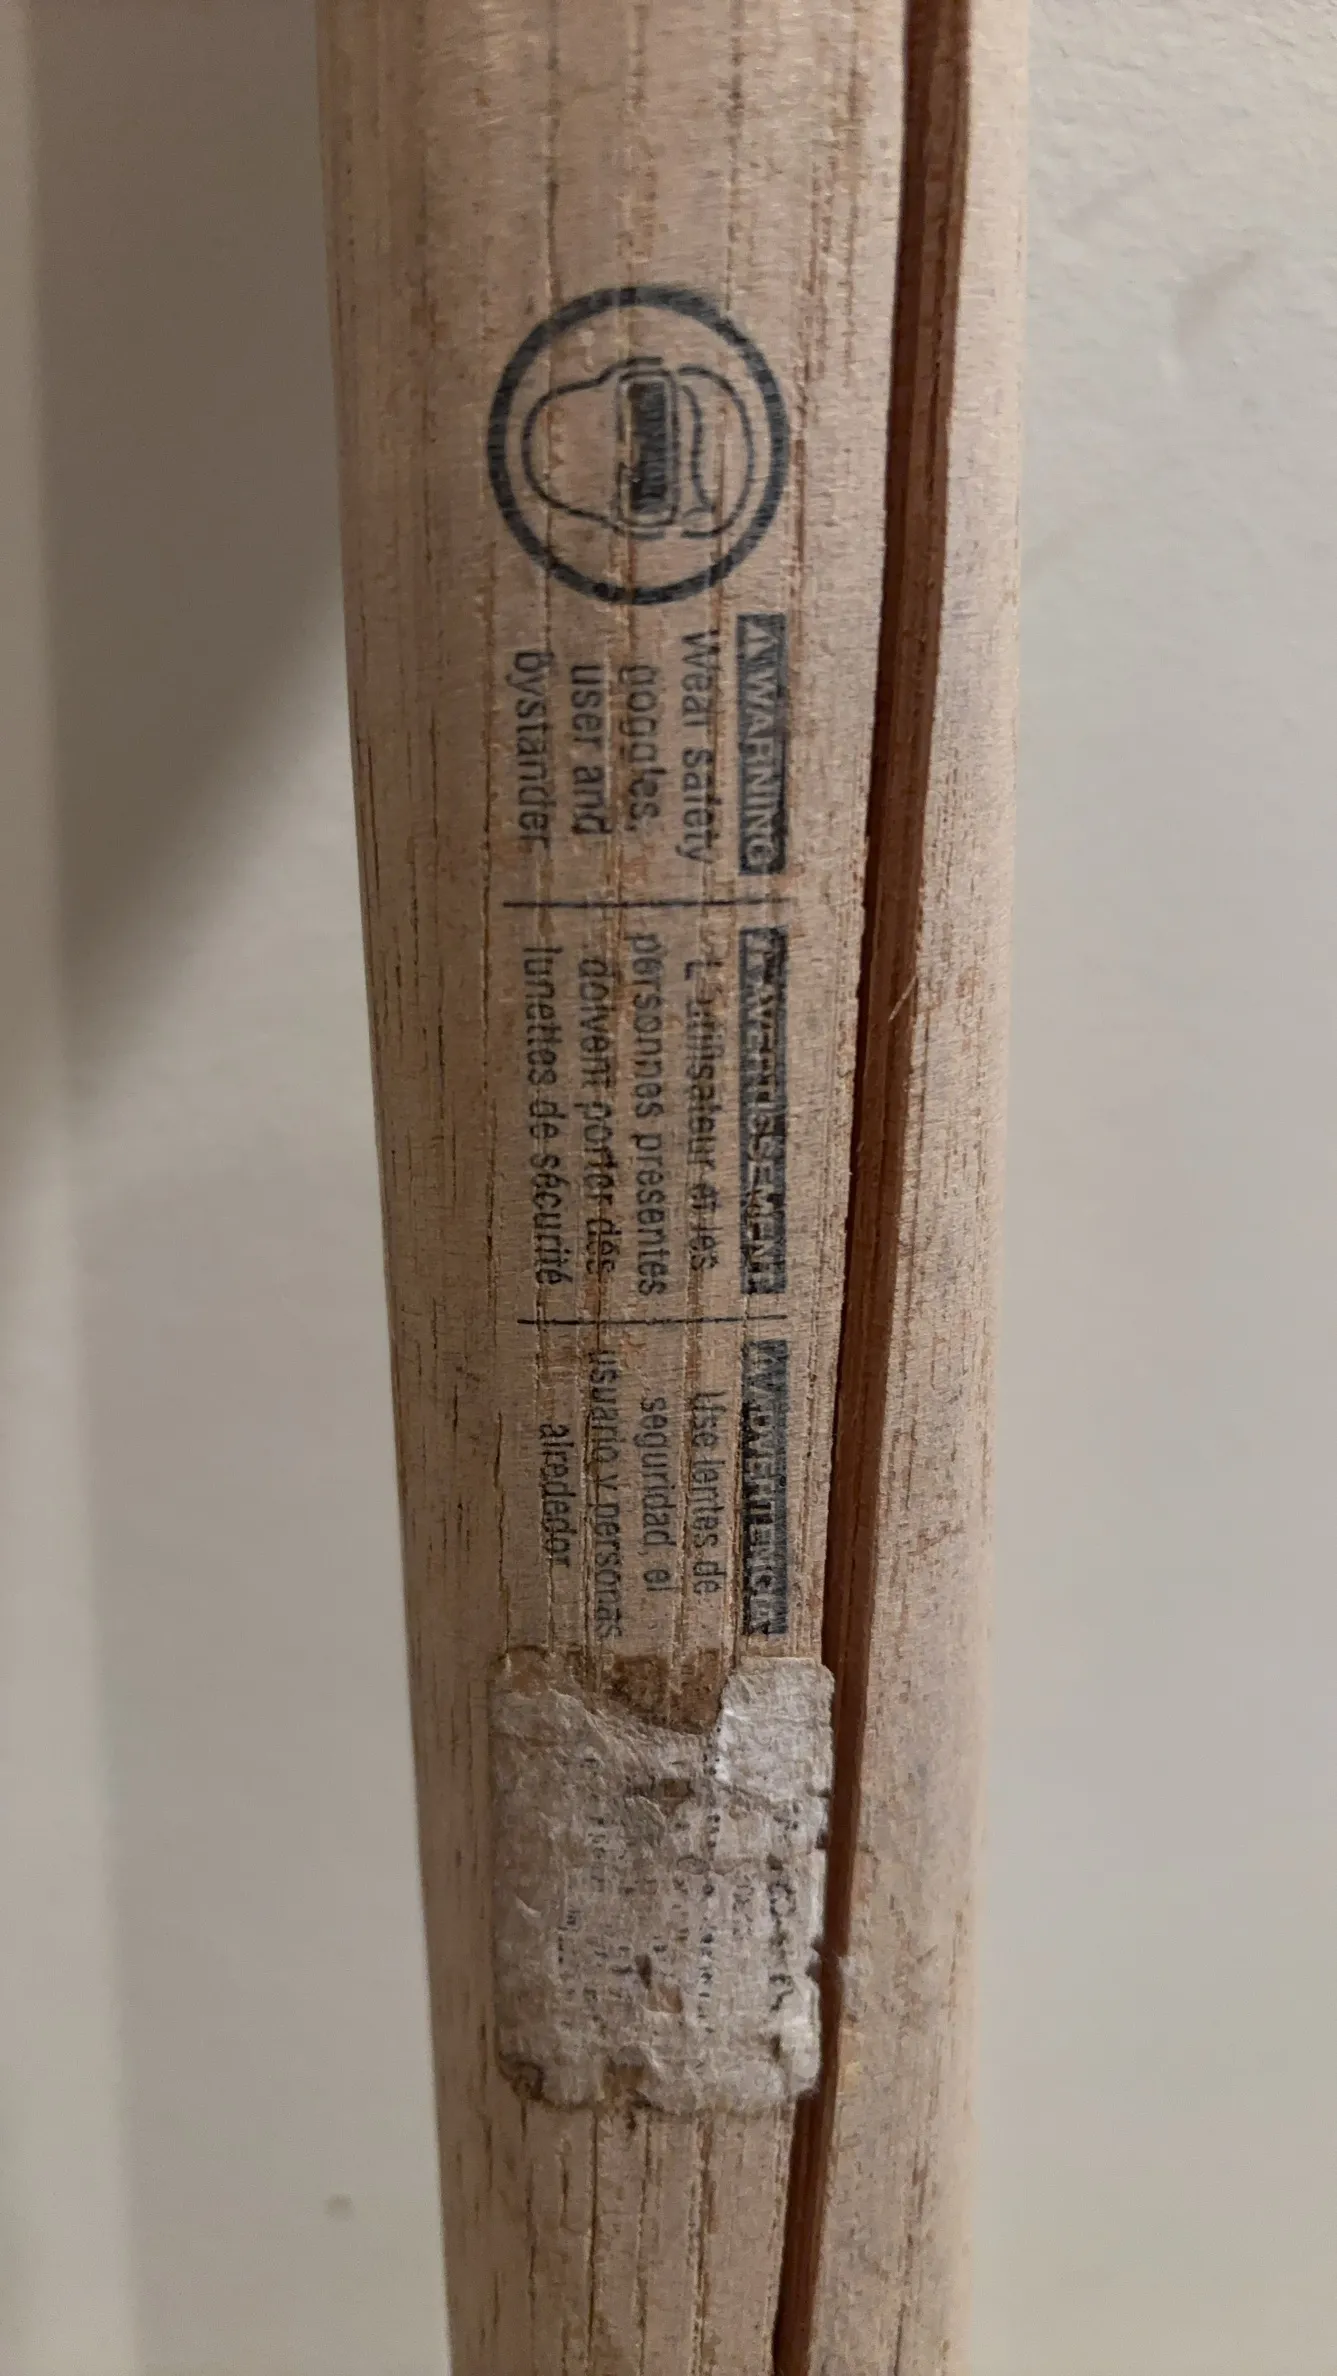 WARNING
Wear safety
goggles,
user and
bystander
AVERTISSEMENT
L'utilisateur et les
personnes presentes
doivent porter des
lunettes de sécurité
ADVERTENCIA
Use lentes de
seguridad, el
usuario y personas
alrededor